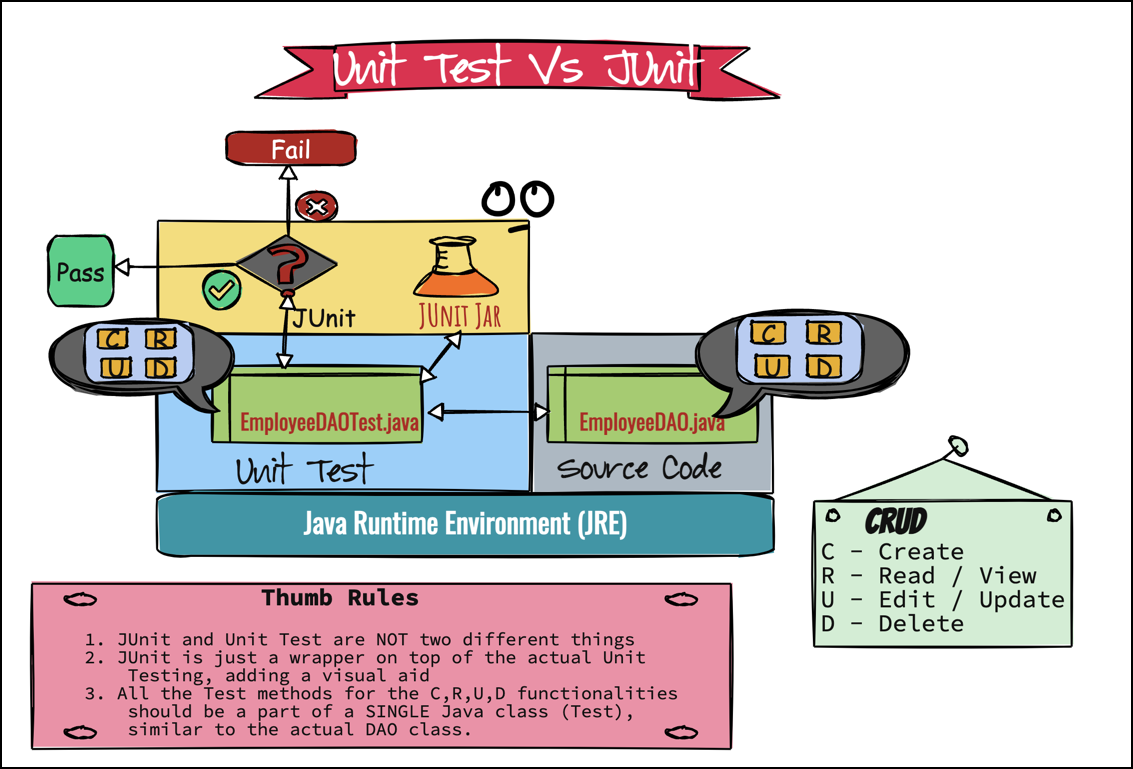 Unit Test Vs JUnit
Fail
Pass
?
JUnit
JUNIT JAR
C R
U D
C R
U D
EmployeeDAOTest.java
EmployeeDAO.java
Unit Test
Source Code
Java Runtime Environment (JRE)
CRUD
C - Create
R - Read / View
U - Edit / Update
D - Delete
Thumb Rules
1. JUnit and Unit Test are NOT two different things
2. JUnit is just a wrapper on top of the actual Unit
Testing, adding a visual aid
3. All the Test methods for the C,R,U,D functionalities
should be a part of a SINGLE Java class (Test),
similar to the actual DAO class.